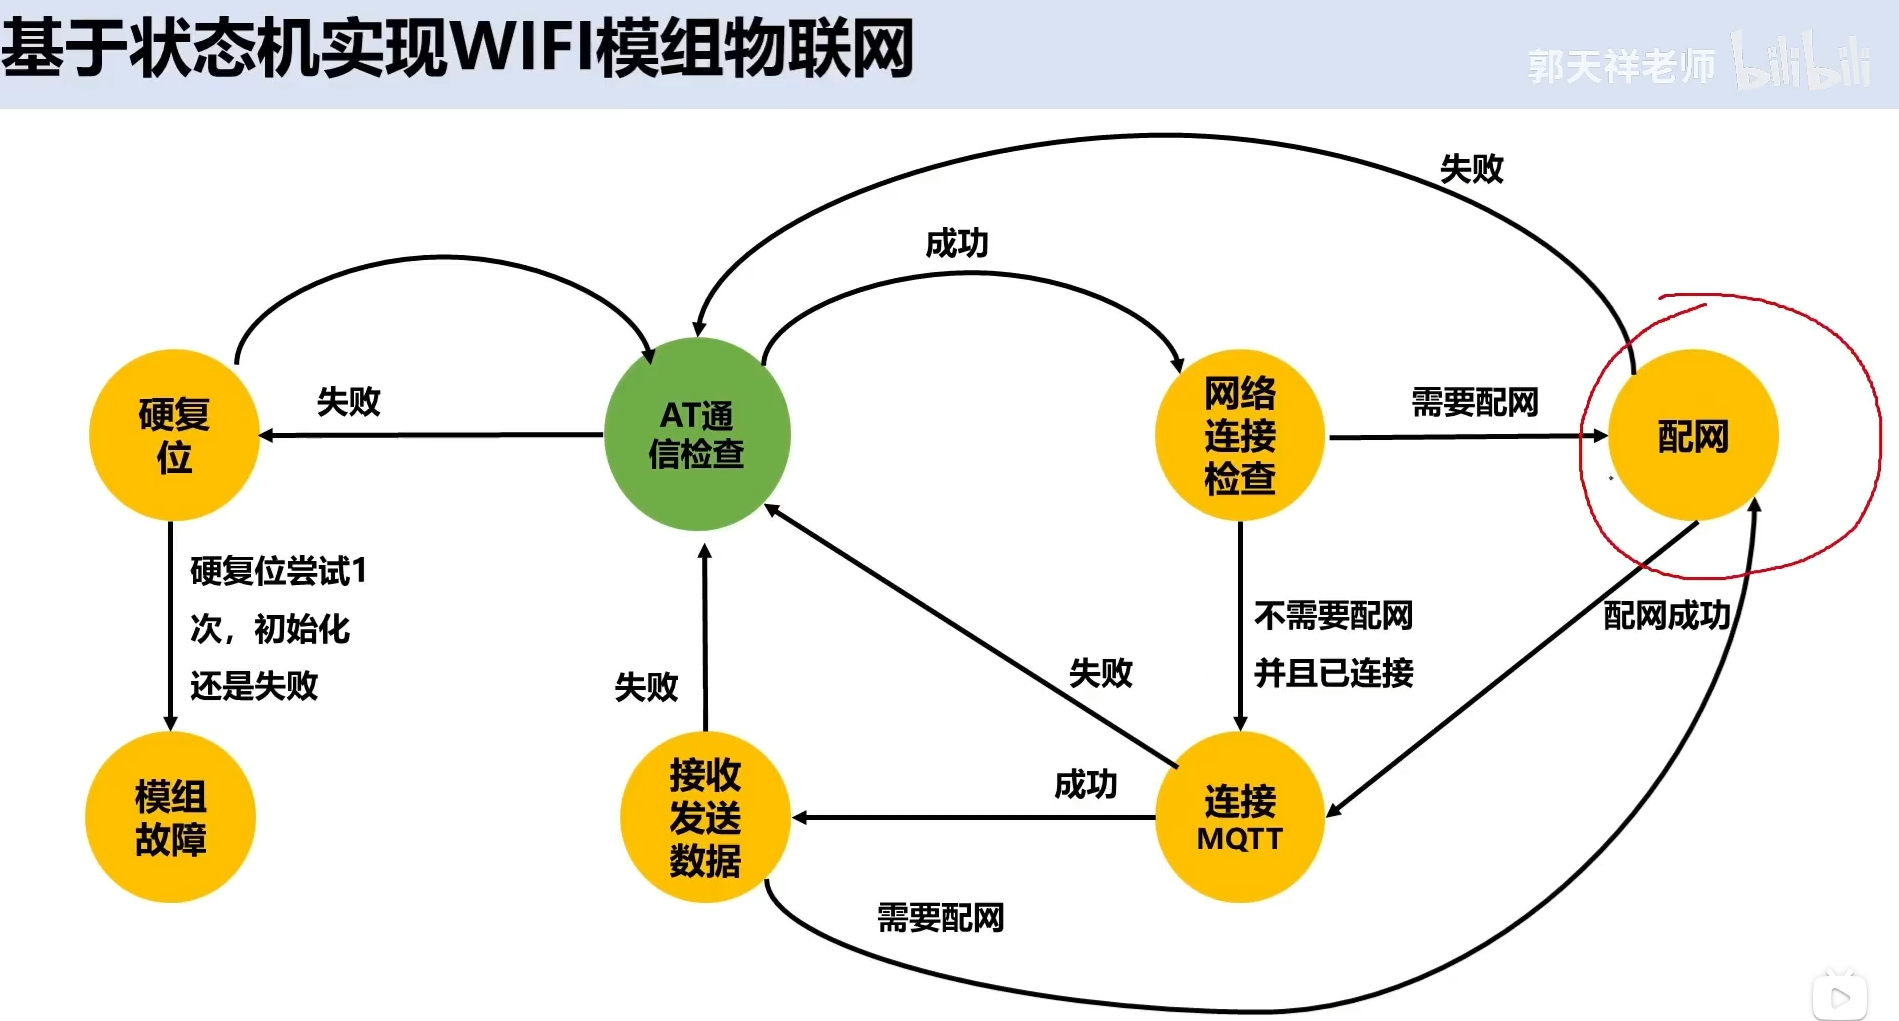 基于状态机实现WIFI模组物联网
郭天祥老师 bilibili
失败
成功
失败
硬复
位
AT通
信检查
网络
连接
检查
需要配网
配网
硬复位尝试1
次，初始化
还是失败
不需要配网
并且已连接
配网成功
失败
失败
模组
故障
接收
发送
数据
成功
连接
MQTT
需要配网